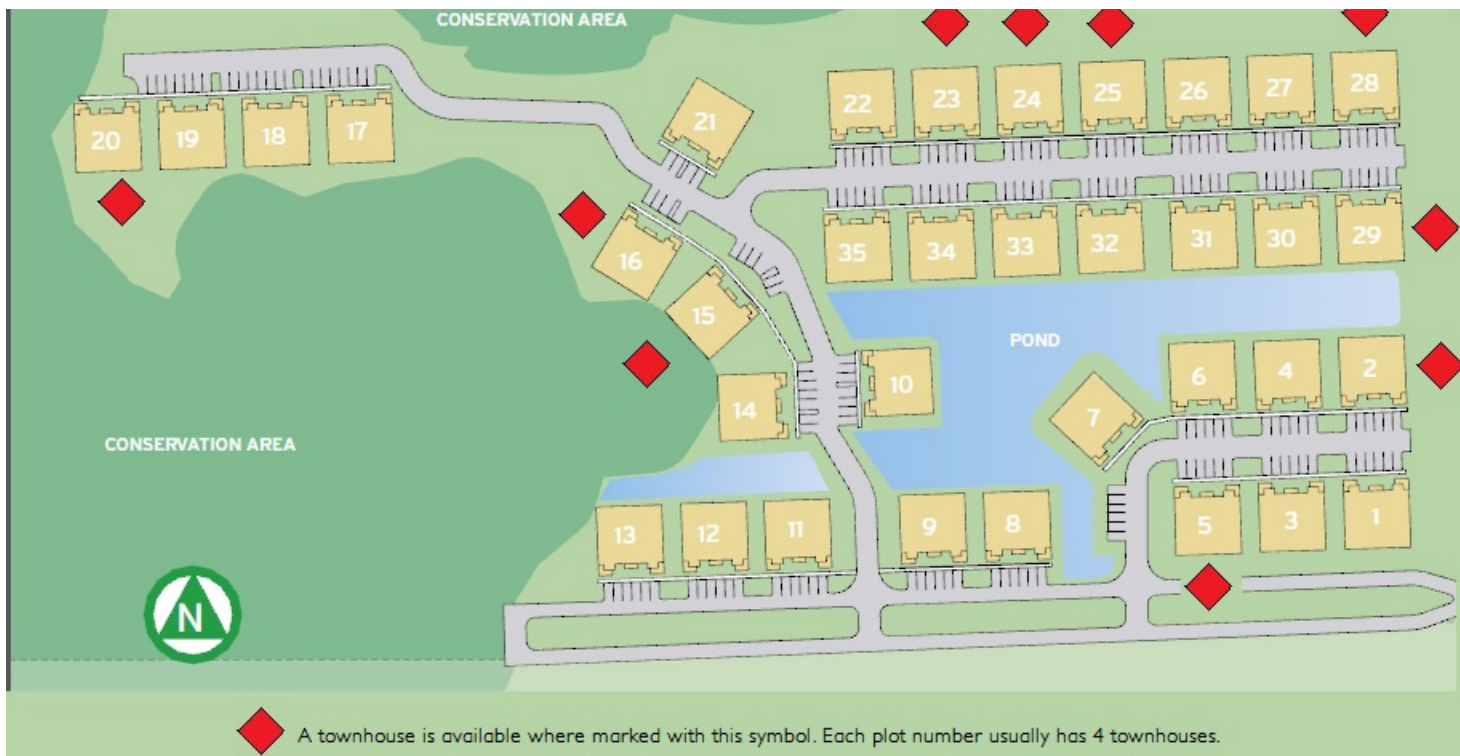 CONSERVATION AREA
20 19 18 17
21
22 23 24 25 26 27 28
16
15
35 34 33 32 31 30 29
POND
14
10
7
6 4 2
CONSERVATION AREA
13 12 11
9 8
5 3 1
N
A townhouse is available where marked with this symbol. Each plot number usually has 4 townhouses.